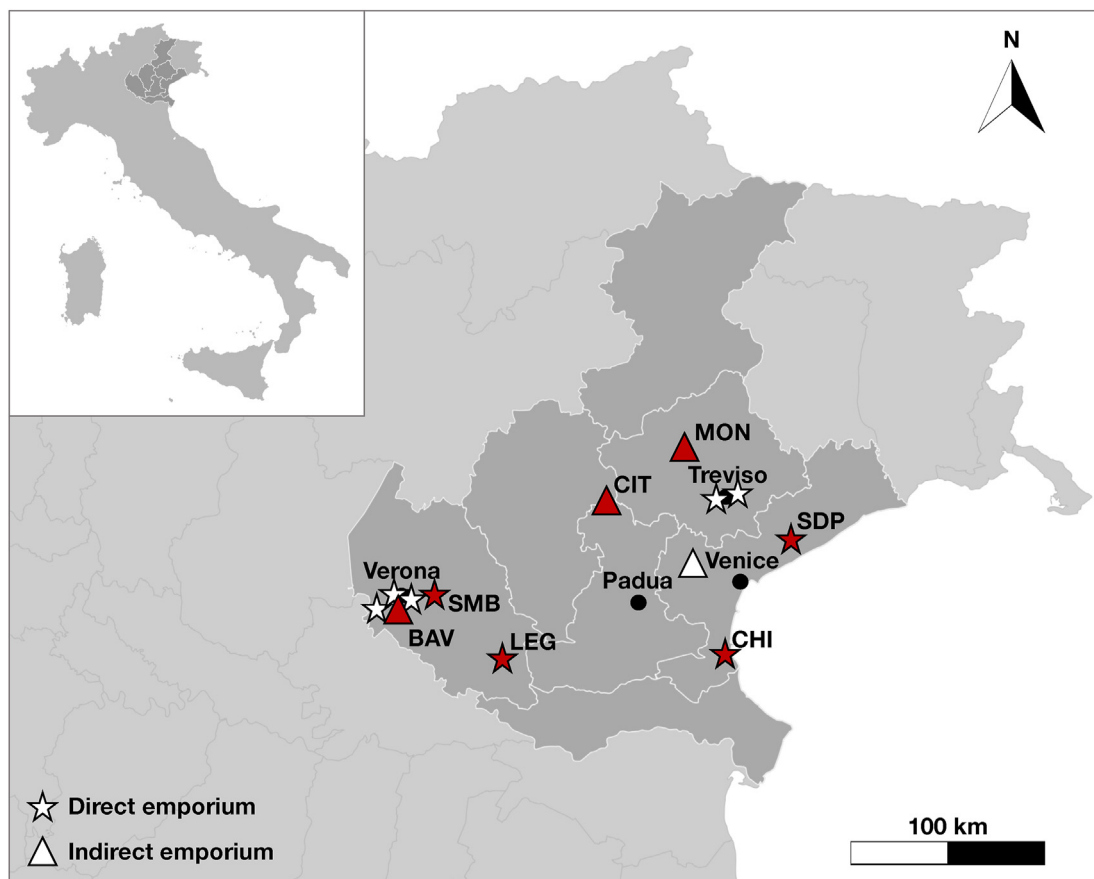 N
MON
Treviso
CIT
SDP
Venice
Verona
Padua
SMB
BAV
LEG
CHI
Direct emporium
Indirect emporium
100 km